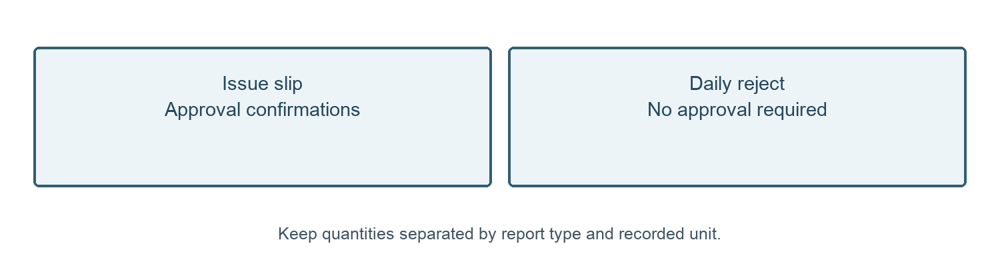 Issue slip
Approval confirmations
Daily reject
No approval required
Keep quantities separated by report type and recorded unit.